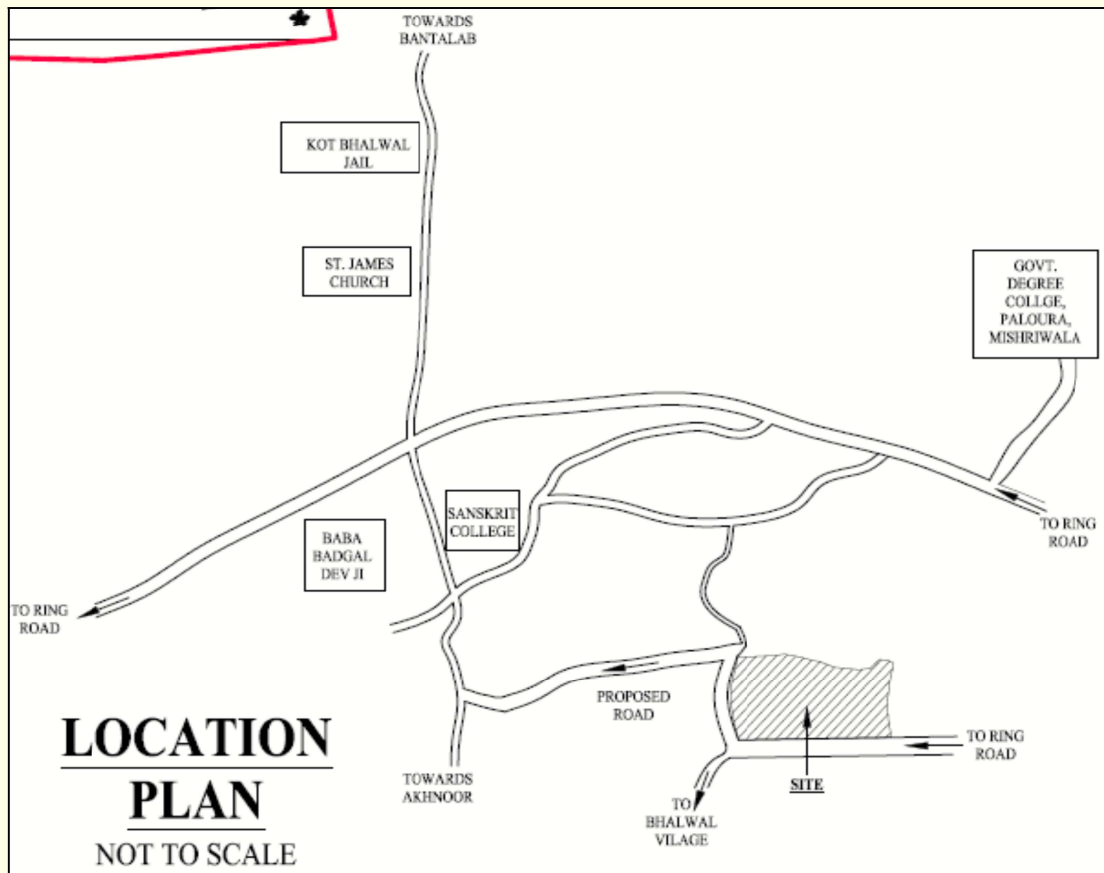 TOWARDS
BANTALAB
KOT BHALWAL
JAIL
ST. JAMES
CHURCH
GOVT.
DEGREE
COLLGE,
PALOURA,
MISHRIWALA
SANSKRIT
COLLEGE
TO RING
ROAD
BABA
BADGAL
DEV JI
TO RING
ROAD
PROPOSED
ROAD
TO RING
ROAD
LOCATION
PLAN
NOT TO SCALE
TOWARDS
AKHNOOR
SITE
TO
BHALWAL
VILAGE